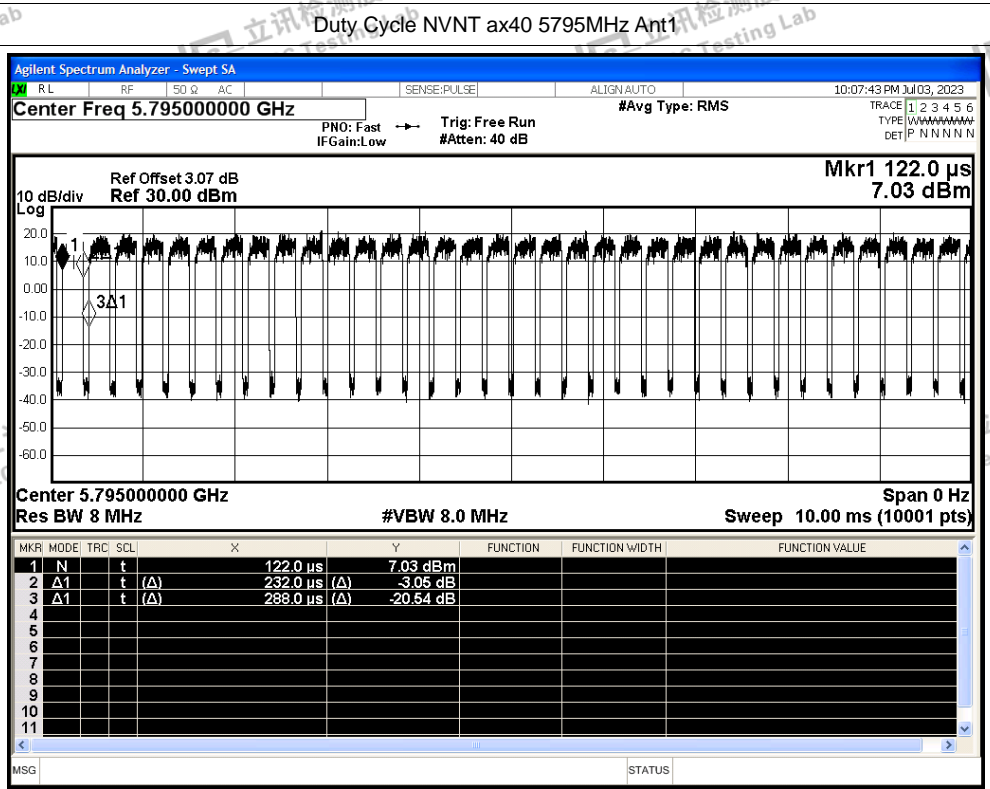 Duty Cycle NVNT ax40 5795MHz Ant1
Agilent Spectrum Analyzer - Swept SA
LXI RL RF 50 Ω AC SENSE:PULSE ALIGN AUTO 10:07:43 PM Jul 03, 2023
Center Freq 5.795000000 GHz #Avg Type: RMS TRACE 1 2 3 4 5 6
PNO: Fast Trig: Free Run TYPE
IFGain:Low #Atten: 40 dB DET P N N N N N
Mkr1 122.0 µs
Ref Offset 3.07 dB
10 dB/div Ref 30.00 dBm 7.03 dBm
Log
20.0
1
10.0
0.00
3Δ1
-10.0
-20.0
-30.0
-40.0
-50.0
-60.0
Center 5.795000000 GHz Span 0 Hz
Res BW 8 MHz #VBW 8.0 MHz Sweep 10.00 ms (10001 pts)
MKR MODE TRC SCL X Y FUNCTION FUNCTION WIDTH FUNCTION VALUE
1 N t 122.0 µs 7.03 dBm
2 Δ1 t (Δ) 232.0 µs (Δ) -3.05 dB
3 Δ1 t (Δ) 288.0 µs (Δ) -20.54 dB
4
5
6
7
8
9
10
11
MSG STATUS